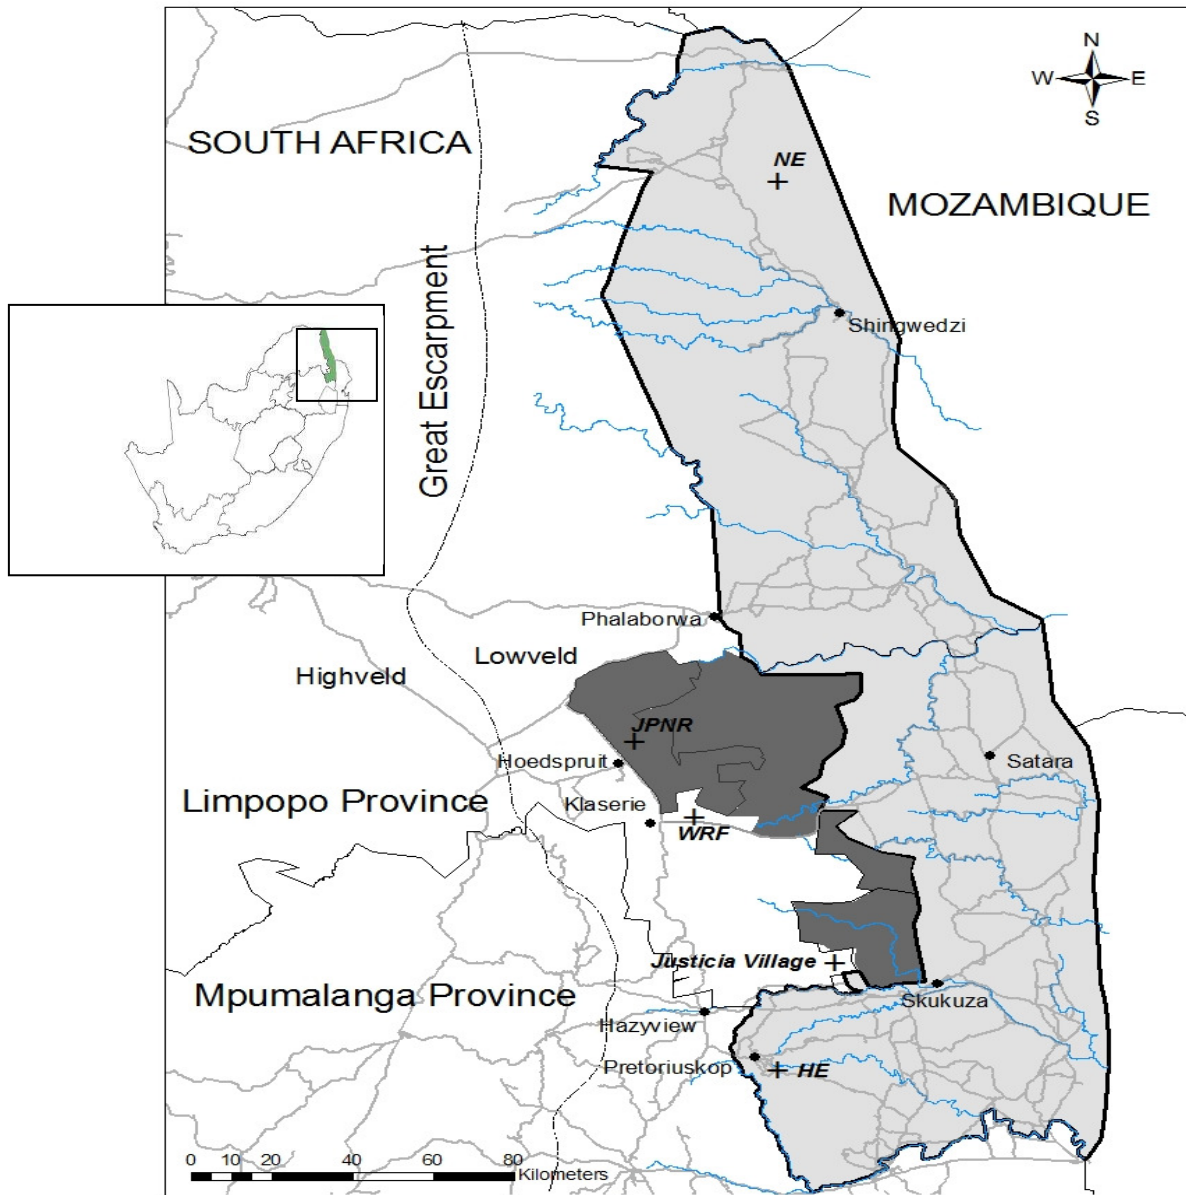 N
W E
S
SOUTH AFRICA
NE
MOZAMBIQUE
Great Escarpment
Shingwedzi
Phalaborwa
Lowveld
Highveld
JPNR
Hoedspruit
Satara
Limpopo Province
Klaserie
WRF
Justicia Village
Mpumalanga Province
Skukuza
Hazyview
Pretoriuskop
HE
0 10 20 40 60 80
Kilometers